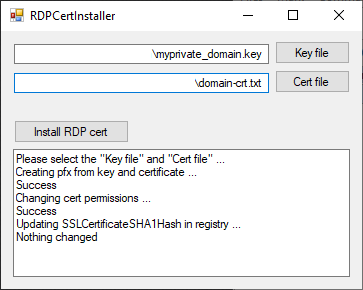 RDPCertInstaller
\myprivate_domain.key
Key file
\domain-crt.txt
Cert file
Install RDP cert
Please select the "Key file" and "Cert file" ...
Creating pfx from key and certificate ...
Success
Changing cert permissions ...
Success
Updating SSLCertificateSHA1Hash in registry ...
Nothing changed